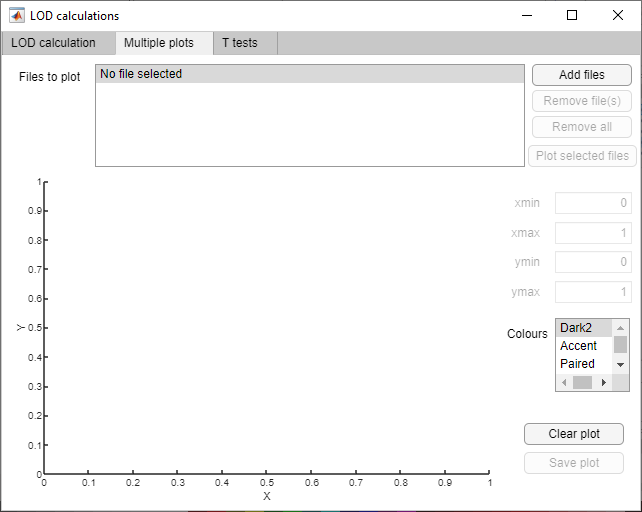 LOD calculations
LOD calculation Multiple plots T tests
Files to plot No file selected Add files
Remove file(s)
Remove all
Plot selected files
xmin 0
xmax 1
ymin 0
ymax 1
Colours Dark2
Accent
Paired
Clear plot
Save plot
1
0.9
0.8
0.7
0.6
0.5
0.4
0.3
0.2
0.1
0
Y
0 0.1 0.2 0.3 0.4 0.5 0.6 0.7 0.8 0.9 1
X